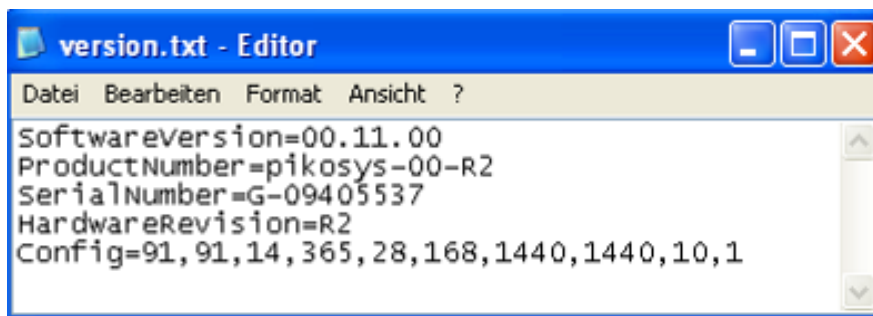 version.txt - Editor
Datei Bearbeiten Format Ansicht ?
SoftwareVersion=00.11.00
ProductNumber=pikosys-00-R2
SerialNumber=G-09405537
HardwareRevision=R2
Config=91,91,14,365,28,168,1440,1440,10,1